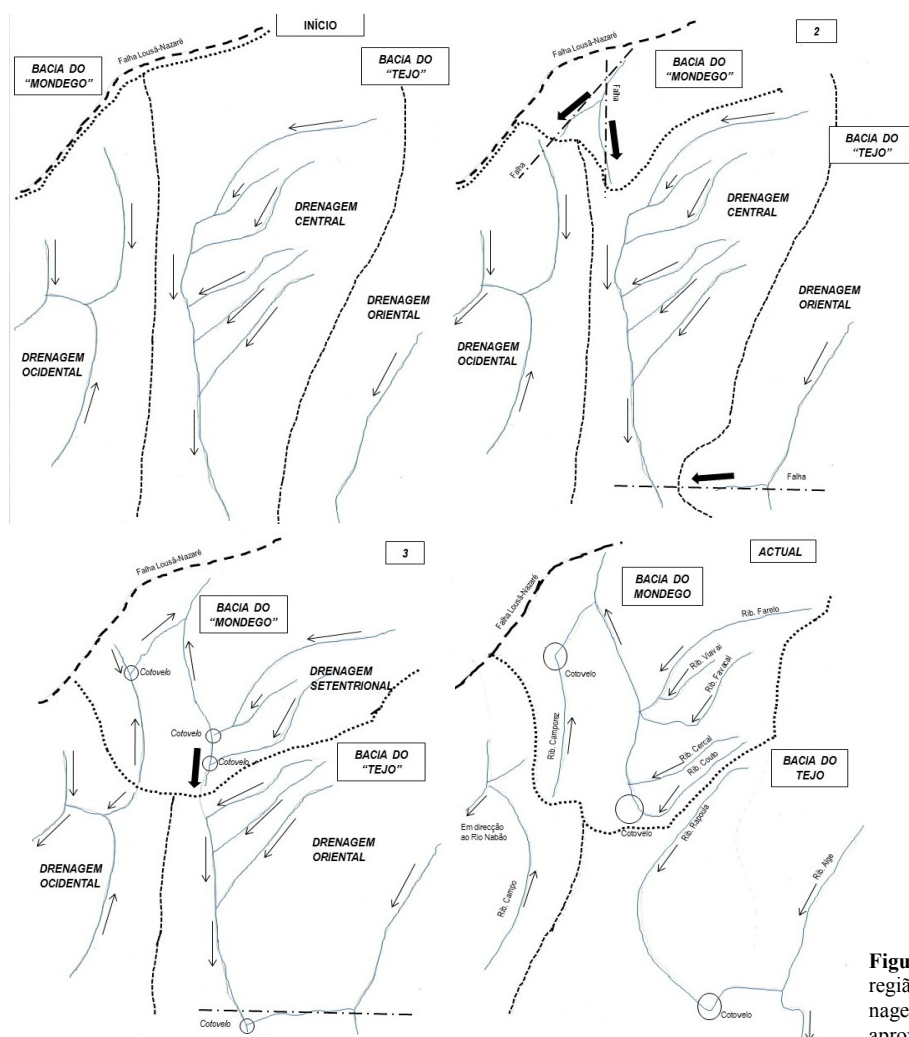 INÍCIO
Falha Lousã-Nazaré
BACIA DO
“MONDEGO”
BACIA DO
“TEJO”
DRENAGEM
CENTRAL
DRENAGEM
ORIENTAL
DRENAGEM
OCIDENTAL
2
Falha Lousã-Nazaré
BACIA DO
“MONDEGO”
Falha
Falha
BACIA DO
“TEJO”
DRENAGEM
CENTRAL
DRENAGEM
ORIENTAL
DRENAGEM
OCIDENTAL
Falha
3
Falha Lousã-Nazaré
BACIA DO
“MONDEGO”
Cotovelo
DRENAGEM
SETENTRIONAL
Cotovelo
Cotovelo
BACIA DO
“TEJO”
DRENAGEM
OCIDENTAL
DRENAGEM
ORIENTAL
Cotovelo
ACTUAL
Falha Lousã-Nazaré
BACIA DO
MONDEGO
Rib. Farelo
Rib. Viavai
Rib. Favacal
Cotovelo
Rib. Camporez
Rib. Cercal
Rib. Couto
BACIA DO
TEJO
Cotovelo
Rib. Rapoula
Em direcção
ao Rio Nabão
Rib. Campo
Rib. Alge
Cotovelo
Figu
regiã
nage
aprox